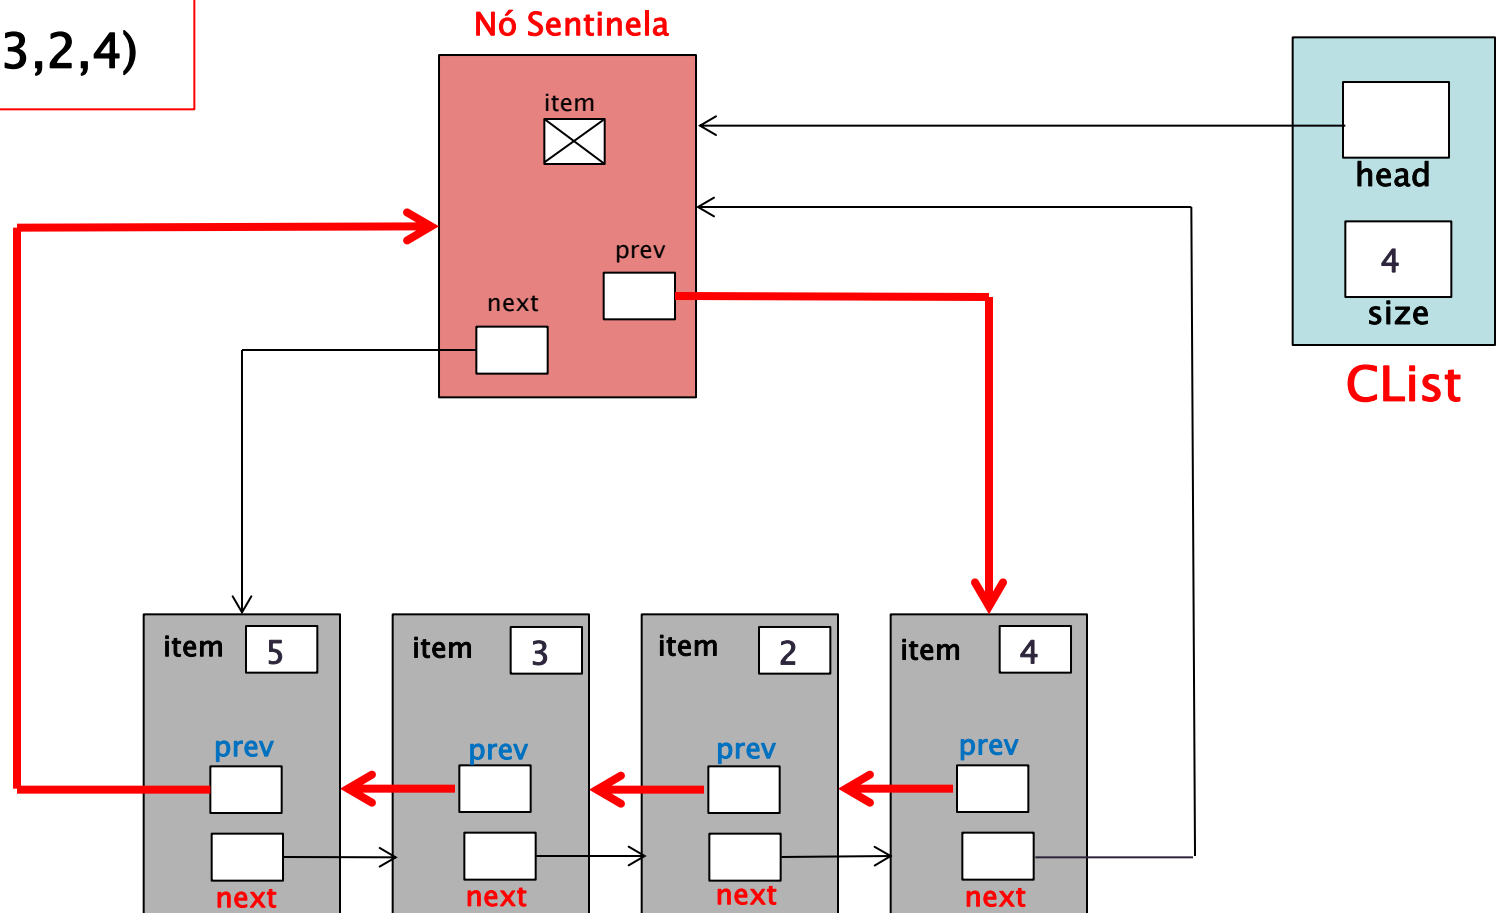 Nó Sentinela
3,2,4)
item
head
prev
4
next
size
CList
item 5
item 3
item 2
item 4
prev
prev
prev
prev
next
next
next
next